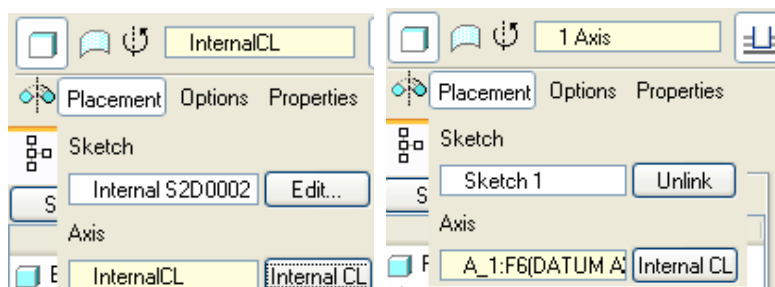 InternalCL
Placement Options Properties
Sketch
Internal S2D0002 Edit...
S
Axis
InternalCL Internal CL
1 Axis
Placement Options Properties
Sketch
Sketch 1 Unlink
S
Axis
A_1:F6(DATUM A Internal CL